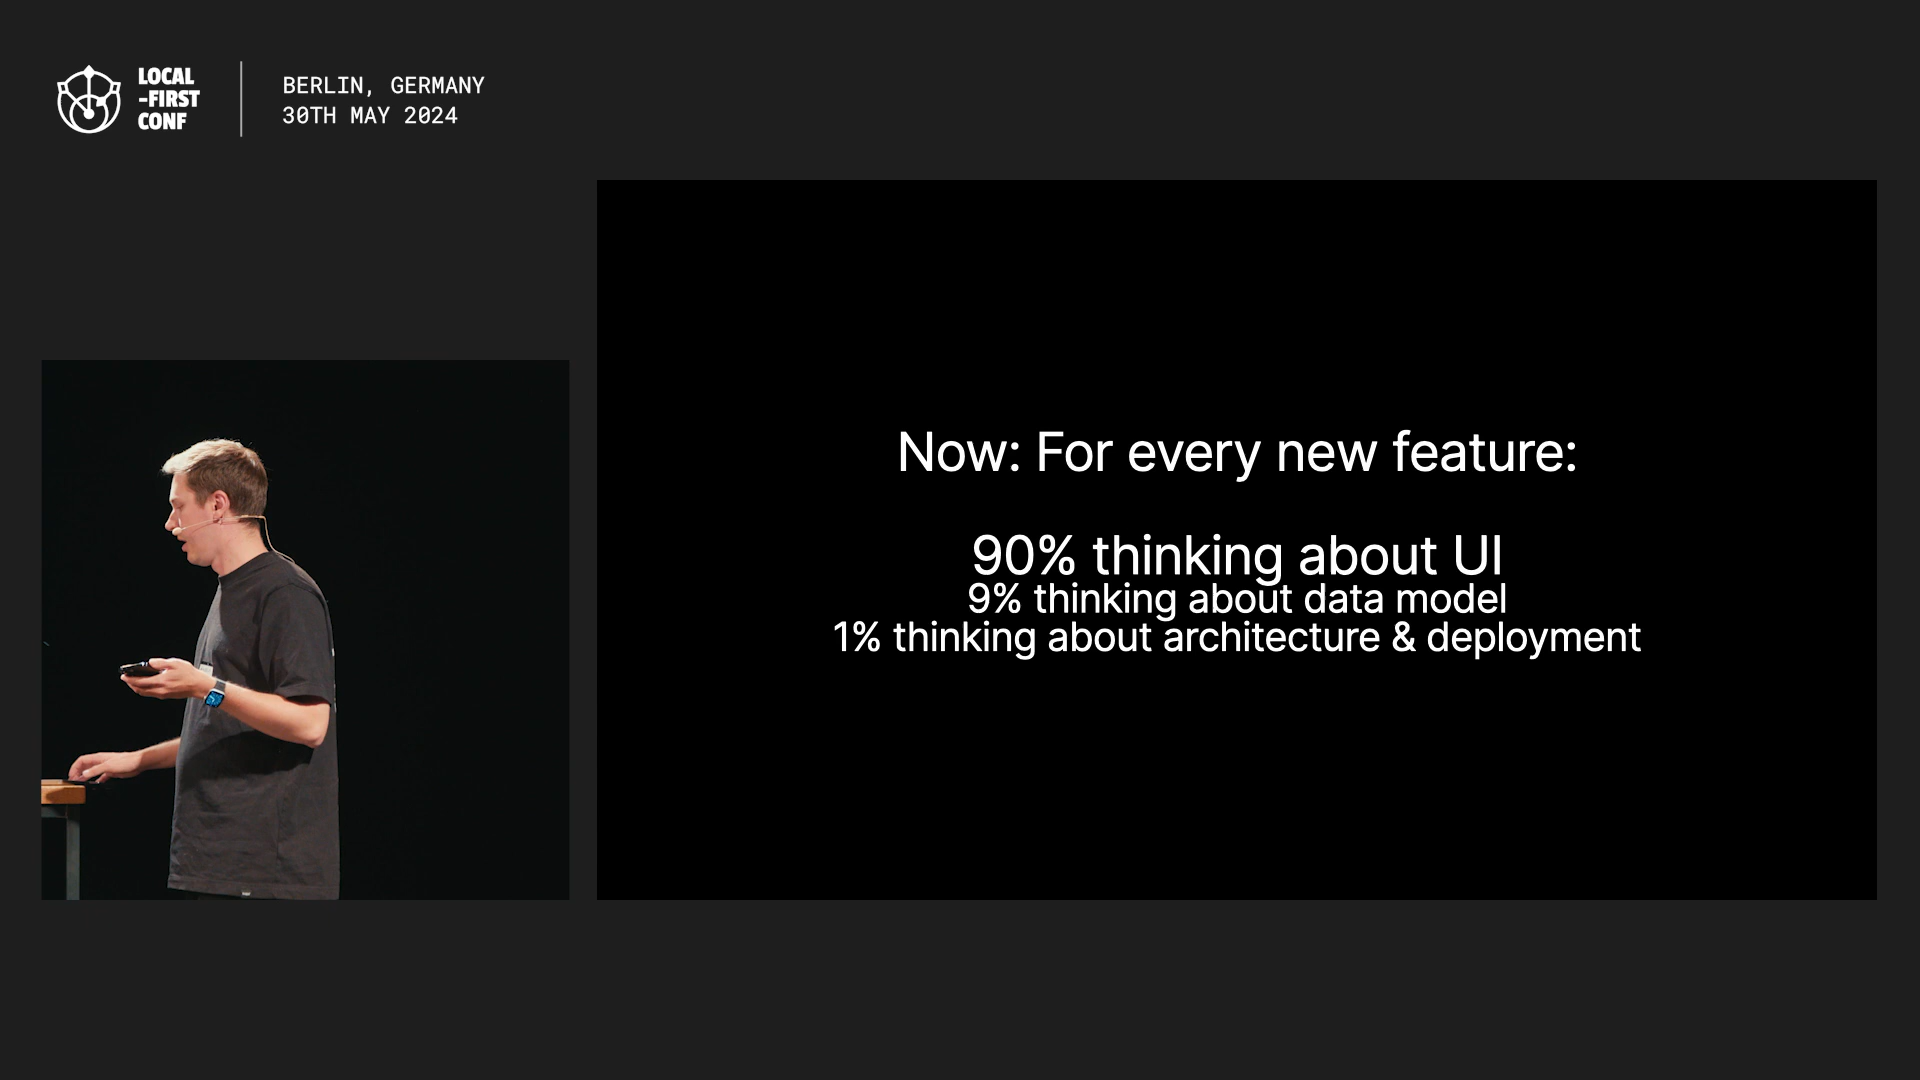 LOCAL
-FIRST
CONF
BERLIN, GERMANY
30TH MAY 2024
Now: For every new feature:
90% thinking about UI
9% thinking about data model
1% thinking about architecture & deployment